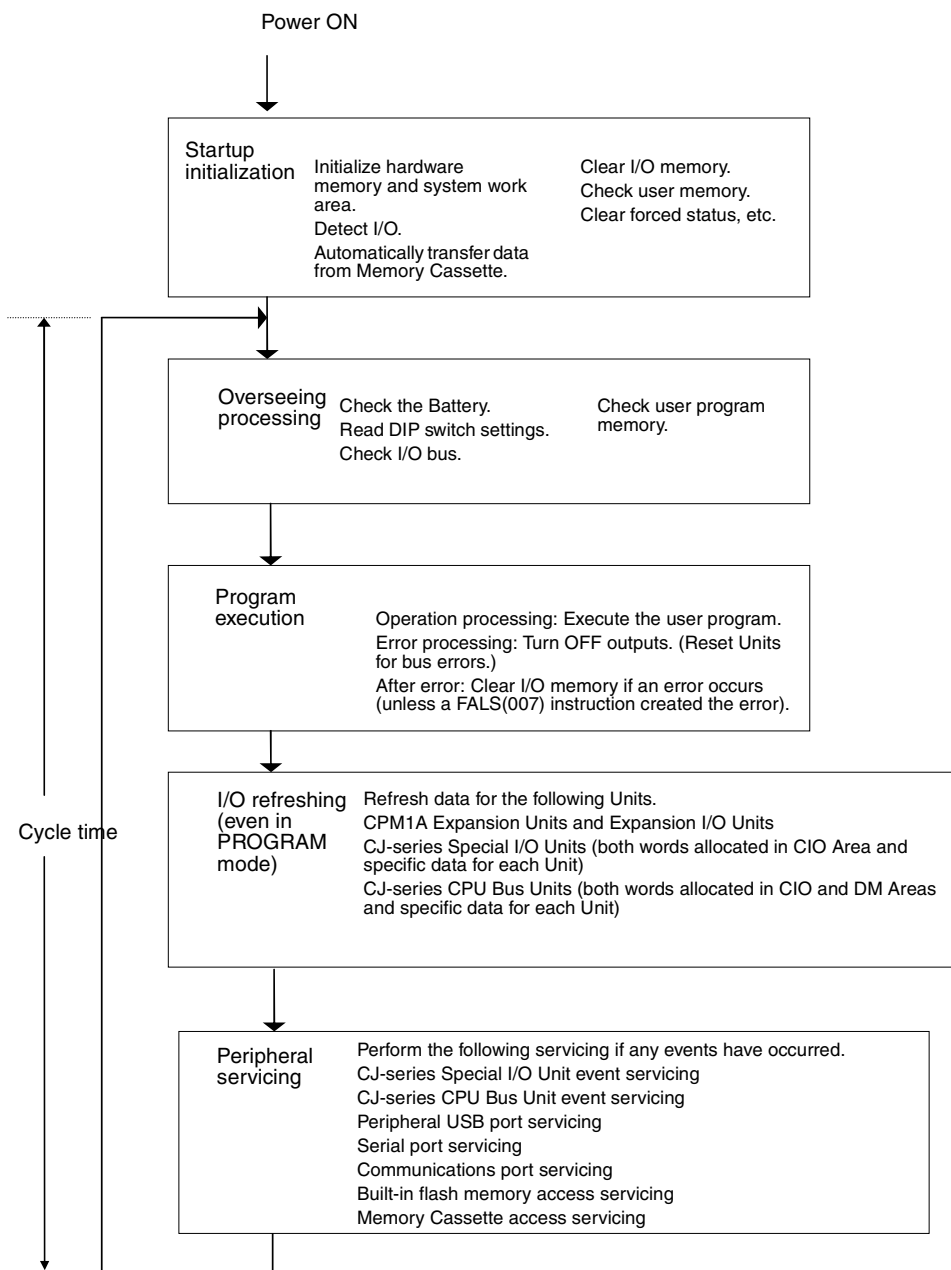 Power ON
Startup
initialization
Initialize hardware
memory and system work
area.
Detect I/O.
Automatically transfer data
from Memory Cassette.
Clear I/O memory.
Check user memory.
Clear forced status, etc.
Overseeing
processing
Check the Battery.
Read DIP switch settings.
Check I/O bus.
Check user program
memory.
Program
execution
Operation processing: Execute the user program.
Error processing: Turn OFF outputs. (Reset Units
for bus errors.)
After error: Clear I/O memory if an error occurs
(unless a FALS(007) instruction created the error).
Cycle time
I/O refreshing
(even in
PROGRAM
mode)
Refresh data for the following Units.
CPM1A Expansion Units and Expansion I/O Units
CJ-series Special I/O Units (both words allocated in CIO Area and
specific data for each Unit)
CJ-series CPU Bus Units (both words allocated in CIO and DM Areas
and specific data for each Unit)
Peripheral
servicing
Perform the following servicing if any events have occurred.
CJ-series Special I/O Unit event servicing
CJ-series CPU Bus Unit event servicing
Peripheral USB port servicing
Serial port servicing
Communications port servicing
Built-in flash memory access servicing
Memory Cassette access servicing